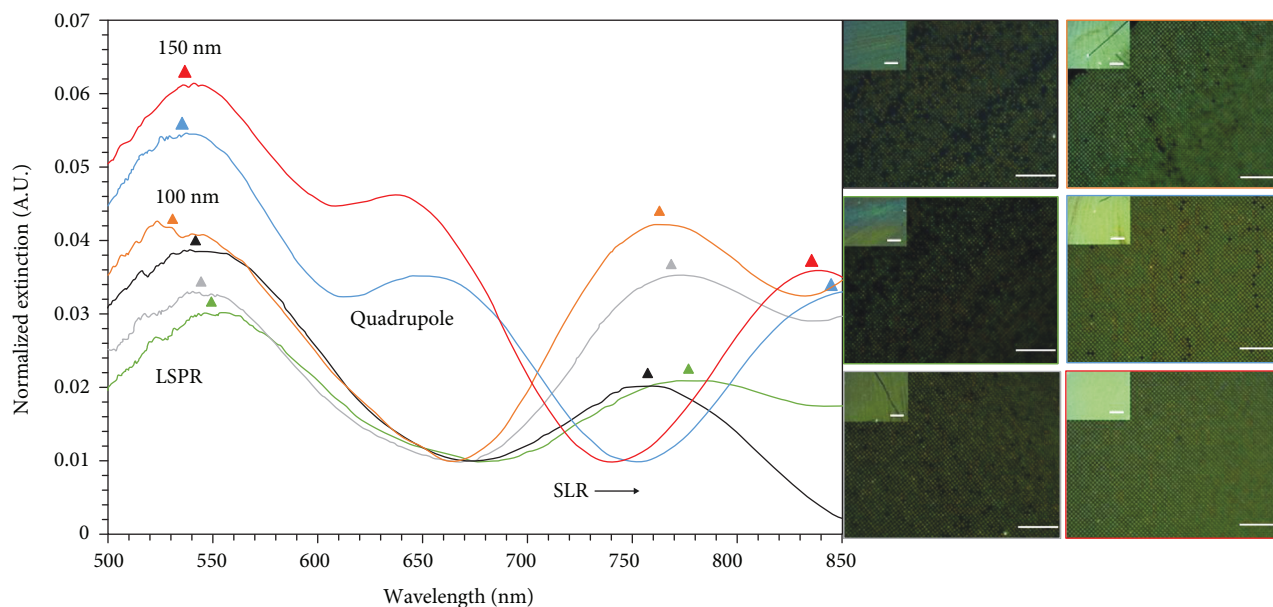 Normalized extinction (A.U.)
0.07
0.06
0.05
0.04
0.03
0.02
0.01
0
150 nm
100 nm
LSPR
Quadrupole
SLR
500
550
600
650
700
750
800
850
Wavelength (nm)